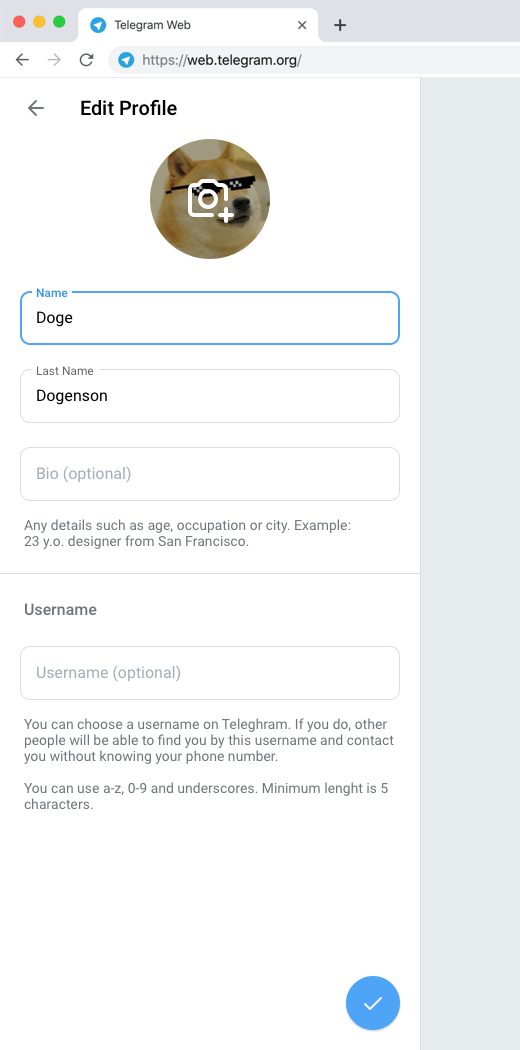 Telegram Web
https://web.telegram.org/
Edit Profile
Name
Doge
Last Name
Dogenson
Bio (optional)
Any details such as age, occupation or city. Example:
23 y.o. designer from San Francisco.
Username
Username (optional)
You can choose a username on Teleghram. If you do, other
people will be able to find you by this username and contact
you without knowing your phone number.
You can use a-z, 0-9 and underscores. Minimum lenght is 5
characters.